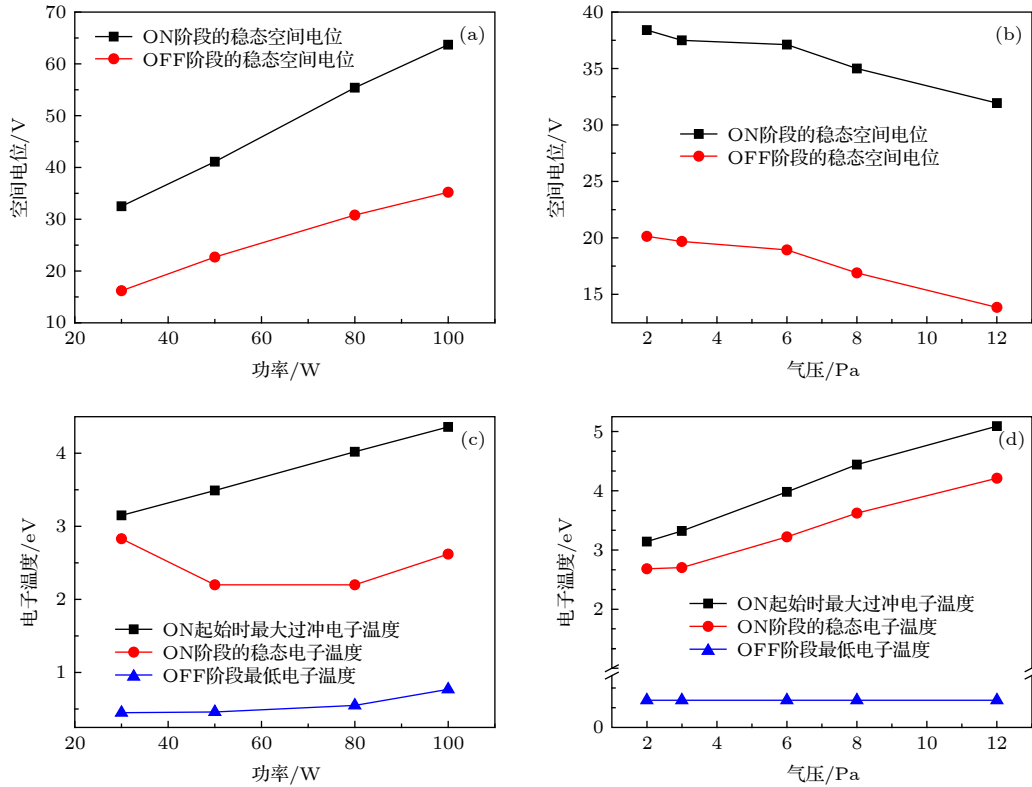 70
60
50
40
30
20
10
空间电位/V
ON阶段的稳态空间电位
OFF阶段的稳态空间电位
(a)
20
40
60
80
100
功率/W
40
35
30
25
20
15
空间电位/V
(b)
ON阶段的稳态空间电位
OFF阶段的稳态空间电位
2
4
6
8
10
12
气压/Pa
4
3
2
1
电子温度/eV
(c)
ON起始时最大过冲电子温度
ON阶段的稳态电子温度
OFF阶段最低电子温度
20
40
60
80
100
功率/W
5
4
3
2
0
电子温度/eV
(d)
ON起始时最大过冲电子温度
ON阶段的稳态电子温度
OFF阶段最低电子温度
2
4
6
8
10
12
气压/Pa